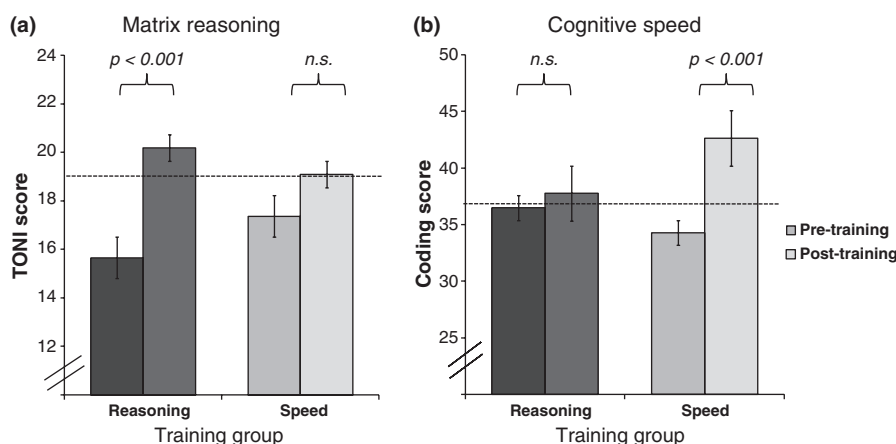 (a) Matrix reasoning
24
22
20
18
16
14
12
TONI score
p < 0.001
n.s.
Reasoning Speed
Training group
(b) Cognitive speed
50
45
40
35
30
25
Coding score
n.s.
p < 0.001
Reasoning Speed
Training group
Pre-training
Post-training